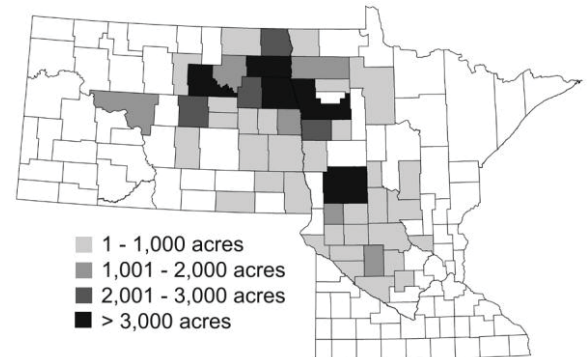 1 - 1,000 acres
1,001 - 2,000 acres
2,001 - 3,000 acres
> 3,000 acres